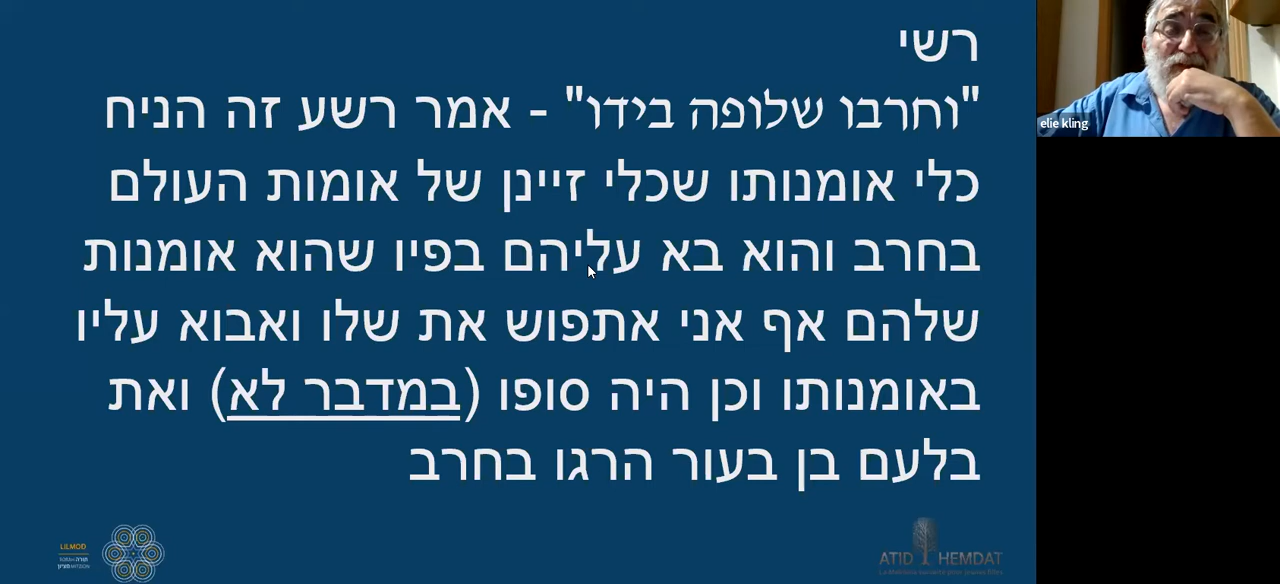 רשי
"וחרבו שלופה בידו" - אמר רשע זה הניח
כלי אומנותו שכלי זיינן של אומות העולם
בחרב והוא בא עליהם בפיו שהוא אומנות
שלהם אף אני אתפוש את שלו ואבוא עליו
באומנותו וכן היה סופו (במדבר לא) ואת
בלעם בן בעור הרגו בחרב
elie kling
LILMOD
ATID HEMDAT